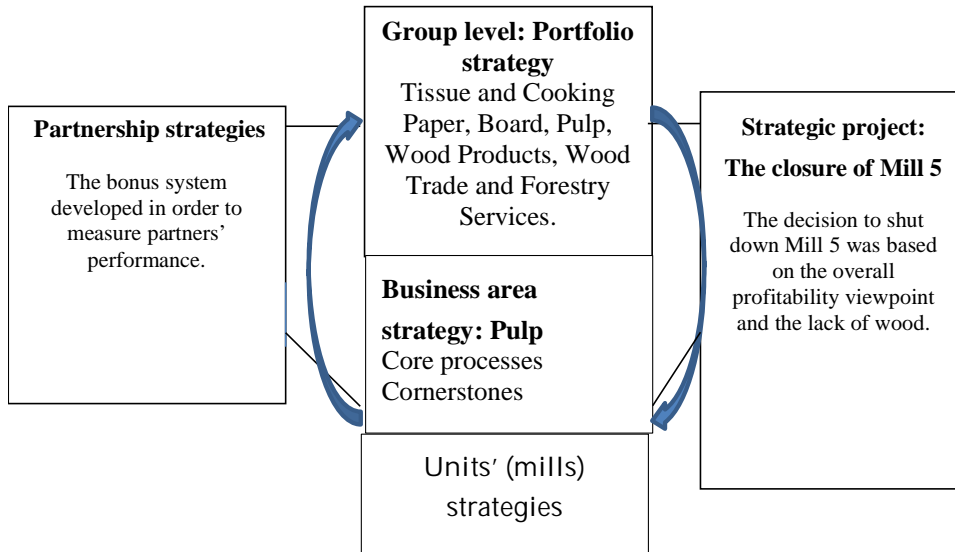 Group level: Portfolio
strategy
Tissue and Cooking
Paper, Board, Pulp,
Wood Products, Wood
Trade and Forestry
Services.
Partnership strategies
The bonus system
developed in order to
measure partners’
performance.
Strategic project:
The closure of Mill 5
The decision to shut
down Mill 5 was based
on the overall
profitability viewpoint
and the lack of wood.
Business area
strategy: Pulp
Core processes
Cornerstones
Units’ (mills)
strategies